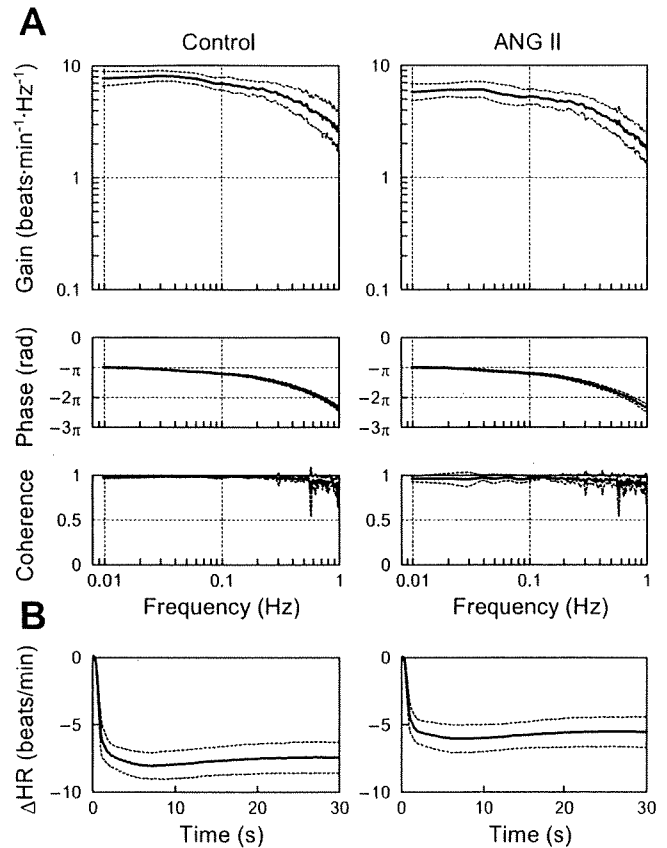 A
Control
ANG II
Gain (beats·min⁻¹·Hz⁻¹)
10
1
0.1
10
1
0.1
Phase (rad)
0
−π
−2π
−3π
0
−π
−2π
−3π
Coherence
1
0.5
0
1
0.5
0
0.01
0.1
1
0.01
0.1
1
Frequency (Hz)
Frequency (Hz)
B
ΔHR (beats/min)
0
−5
−10
0
−5
−10
0
10
20
30
0
10
20
30
Time (s)
Time (s)